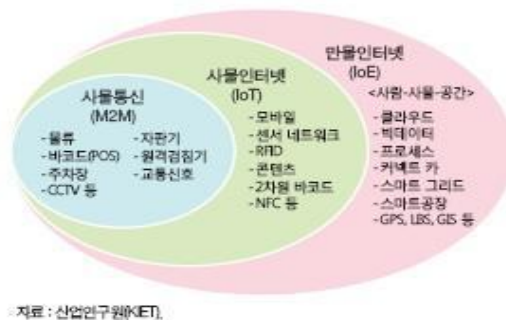 사물통신
(M2M)
- 물류
- 바코드(POS)
- 주차장
- CCTV 등
- 자판기
- 원격검침기
- 교통신호
사물인터넷
(IoT)
- 모바일
- 센서 네트워크
- RFID
- 콘텐츠
- 2차원 바코드
- NFC 등
만물인터넷
(IoE)
<사람-사물-공간>
- 클라우드
- 빅데이터
- 프로세스
- 커넥트 카
- 스마트 그리드
- 스마트공장
- GPS, LBS, GIS 등
자료 : 산업연구원(KIET).